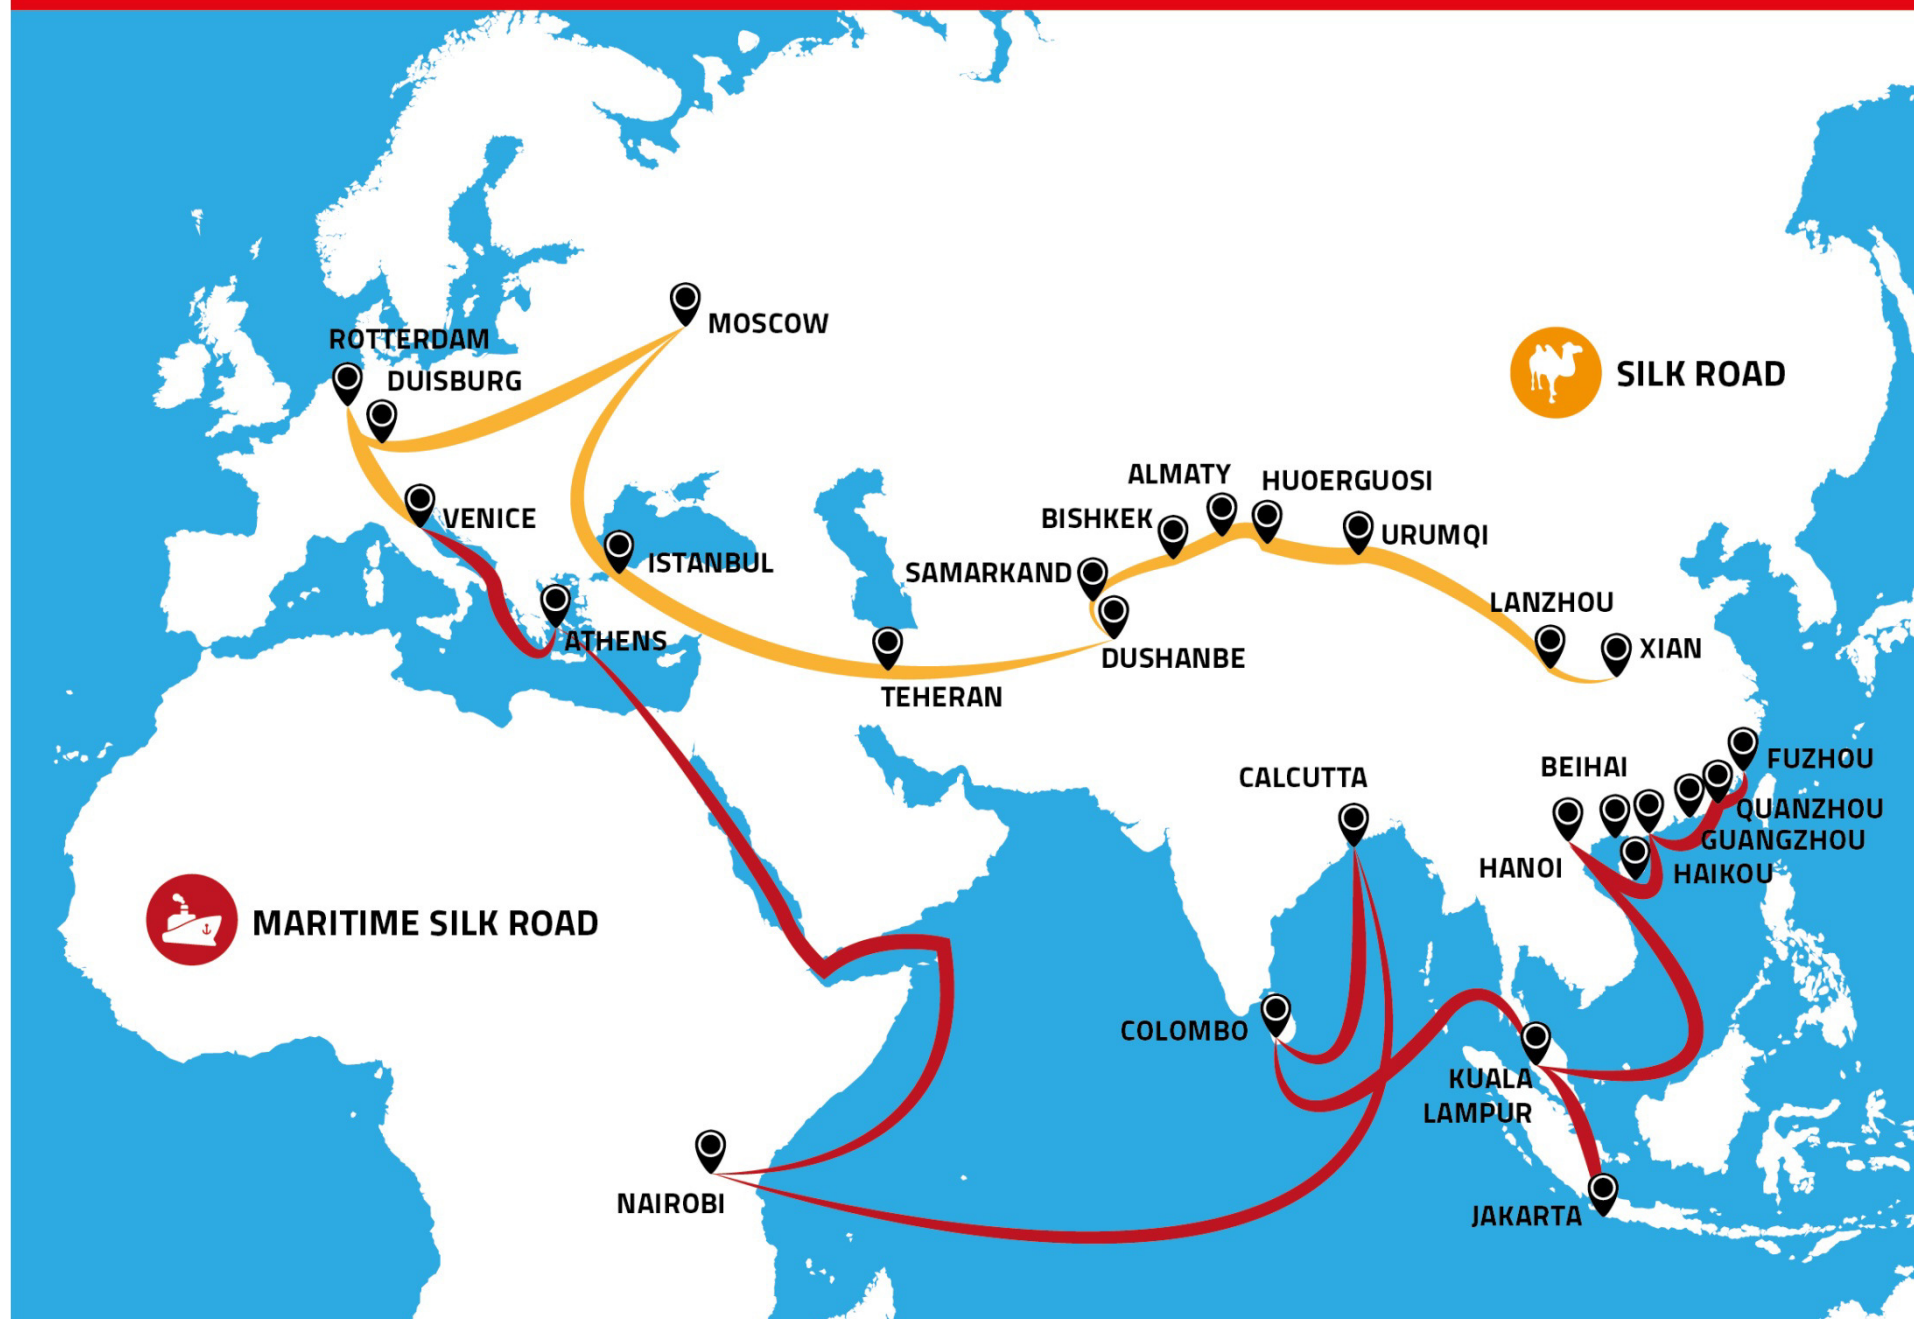 MOSCOW
ROTTERDAM
DUISBURG
SILK ROAD
ALMATY
HUOERGUOSI
VENICE
BISHKEK
URUMQI
ISTANBUL
SAMARKAND
LANZHOU
ATHENS
DUSHANBE
XIAN
TEHERAN
FUZHOU
BEIHAI
CALCUTTA
QUANZHOU
GUANGZHOU
HANOI
HAIKOU
MARITIME SILK ROAD
COLOMBO
KUALA
LAMPUR
NAIROBI
JAKARTA